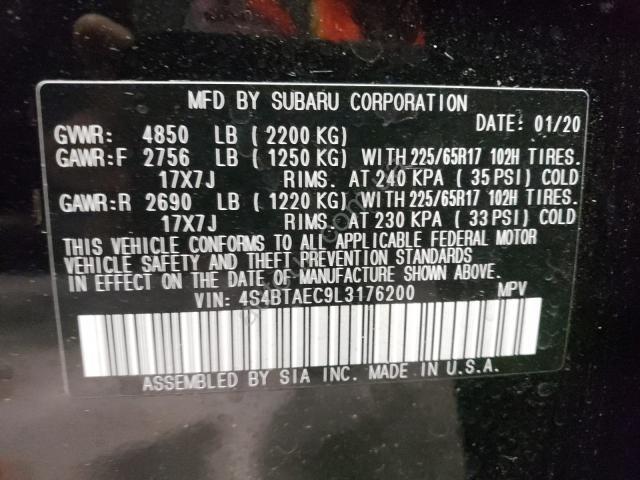 MFD BY SUBARU CORPORATION
DATE: 01/20
GVWR: 4850 LB (2200 KG)
GAWR:F 2756 LB (1250 KG) WITH 225/65R17 102H TIRES.
17X7J RIMS. AT 240 KPA (35 PSI) COLD
GAWR:R 2690 LB (1220 KG) WITH 225/65R17 102H TIRES.
17X7J RIMS. AT 230 KPA (33 PSI) COLD
THIS VEHICLE CONFORMS TO ALL APPLICABLE FEDERAL MOTOR
VEHICLE SAFETY AND THEFT PREVENTION STANDARDS
IN EFFECT ON THE DATE OF MANUFACTURE SHOWN ABOVE.
VIN: 4S4BTAEC9L3176200 MPV
ASSEMBLED BY SIA INC. MADE IN U.S.A.